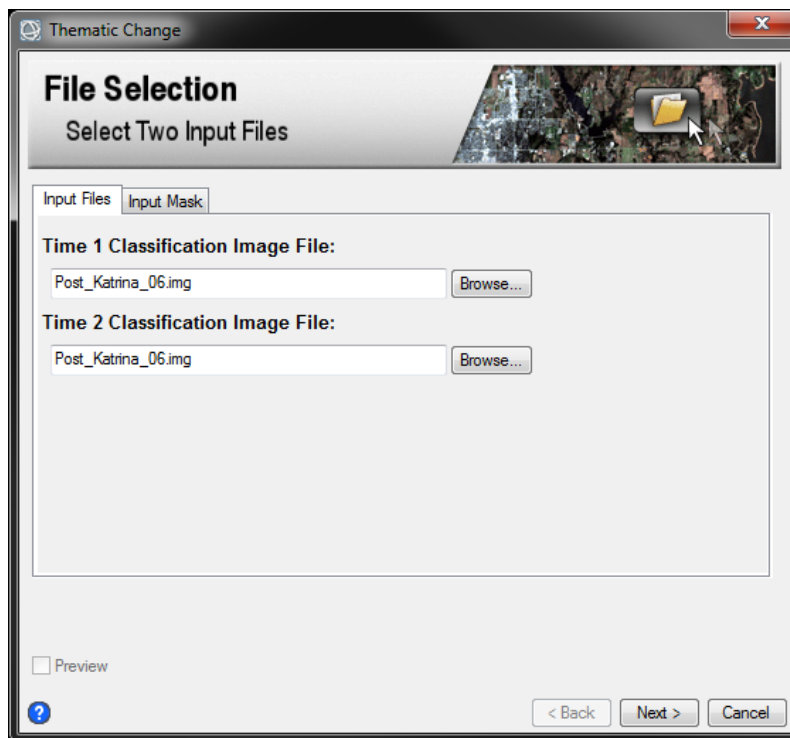 Thematic Change
File Selection
Select Two Input Files
Input Files
Input Mask
Time 1 Classification Image File:
Post_Katrina_06.img
Browse...
Time 2 Classification Image File:
Post_Katrina_06.img
Browse...
Preview
?
< Back
Next >
Cancel